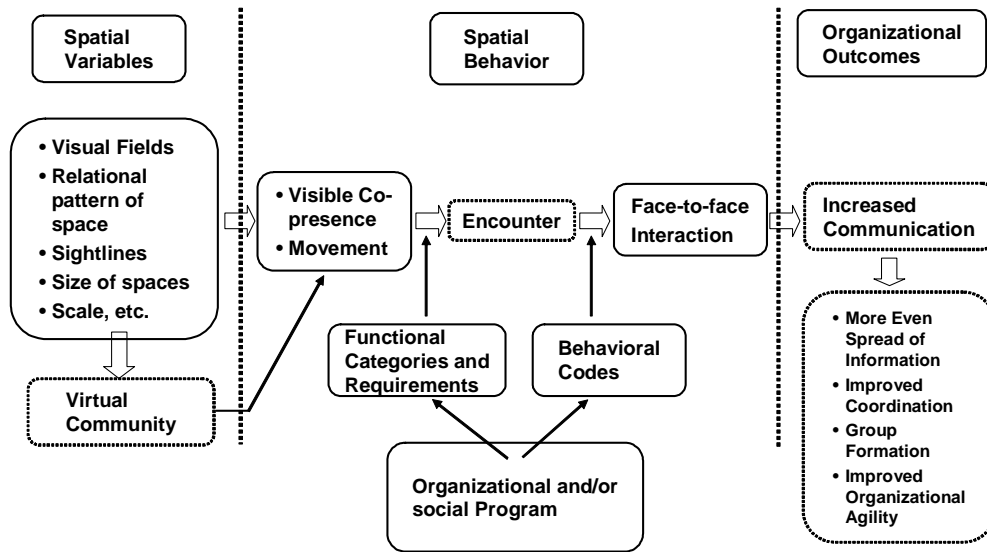 Spatial
Variables
Spatial
Behavior
Organizational
Outcomes
• Visual Fields
• Relational
pattern of
space
• Sightlines
• Size of spaces
• Scale, etc.
• Visible Co-
presence
• Movement
Encounter
Face-to-face
Interaction
Increased
Communication
Virtual
Community
Functional
Categories and
Requirements
Behavioral
Codes
Organizational and/or
social Program
• More Even
Spread of
Information
• Improved
Coordination
• Group
Formation
• Improved
Organizational
Agility